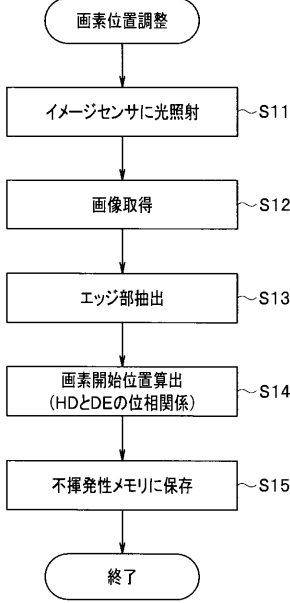 画素位置調整
イメージセンサに光照射
S11
画像取得
S12
エッジ部抽出
S13
画素開始位置算出
(HDとDEの位相関係)
S14
不揮発性メモリに保存
S15
終了